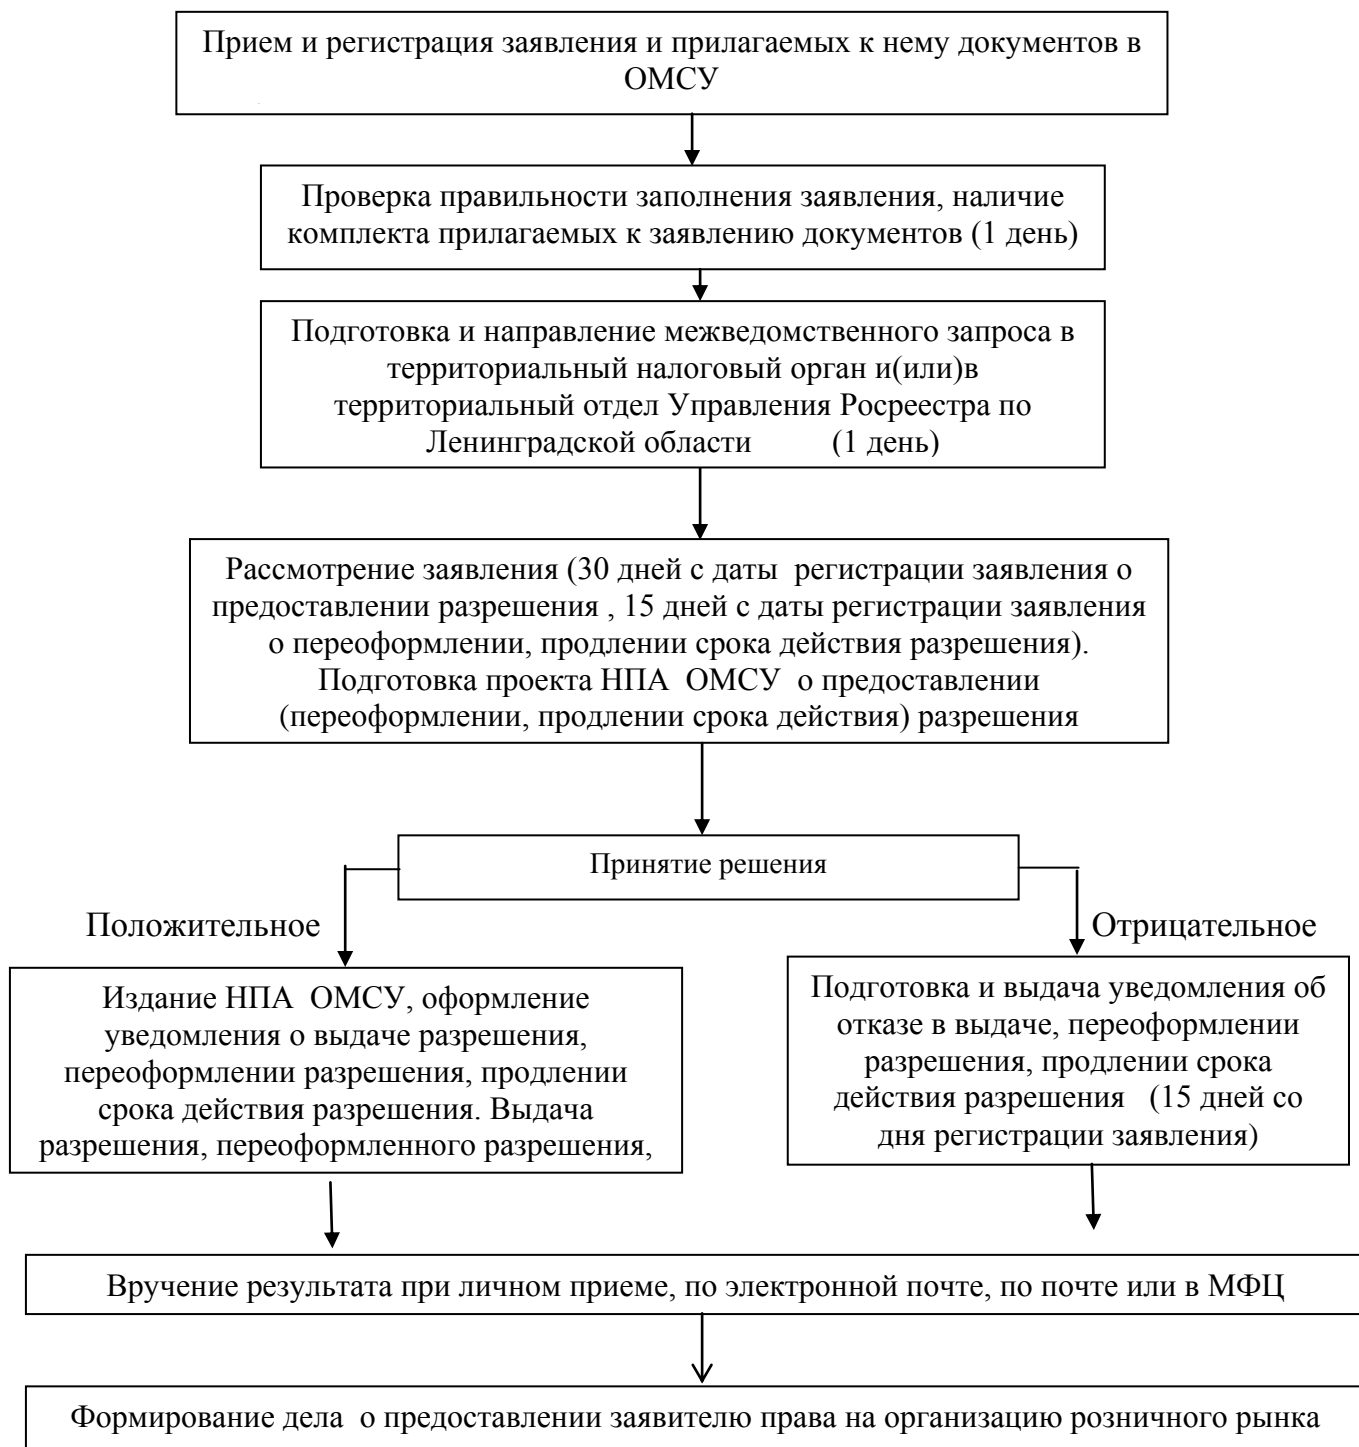 Прием и регистрация заявления и прилагаемых к нему документов в
ОМСУ
Проверка правильности заполнения заявления, наличие
комплекта прилагаемых к заявлению документов (1 день)
Подготовка и направление межведомственного запроса в
территориальный налоговый орган и(или)в
территориальный отдел Управления Росреестра по
Ленинградской области (1 день)
Рассмотрение заявления (30 дней с даты регистрации заявления о
предоставлении разрешения , 15 дней с даты регистрации заявления
о переоформлении, продлении срока действия разрешения).
Подготовка проекта НПА ОМСУ о предоставлении
(переоформлении, продлении срока действия) разрешения
Принятие решения
Положительное
Отрицательное
Издание НПА ОМСУ, оформление
уведомления о выдаче разрешения,
переоформлении разрешения, продлении
срока действия разрешения. Выдача
разрешения, переоформленного разрешения,
Подготовка и выдача уведомления об
отказе в выдаче, переоформлении
разрешения, продлении срока
действия разрешения (15 дней со
дня регистрации заявления)
Вручение результата при личном приеме, по электронной почте, по почте или в МФЦ
Формирование дела о предоставлении заявителю права на организацию розничного рынка